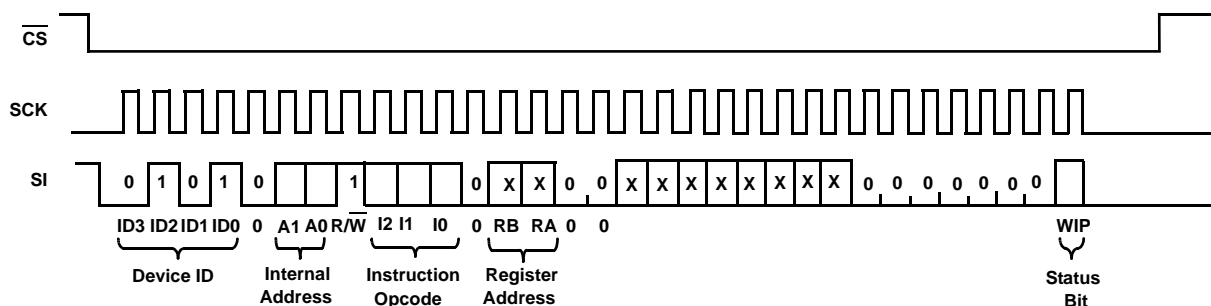 CS
SCK
SI
0 1 0 1 0 1 0 X X 0 0 X X X X X X X X 0 0 0 0 0 0 0
ID3 ID2 ID1 ID0 0 A1 A0 R/W I2 I1 I0 0 RB RA 0 0 WIP
Device ID Internal Instruction Register Status
Address Opcode Address Bit